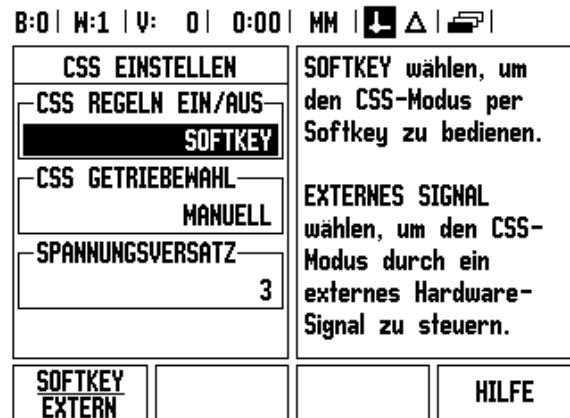 B:0 | W:1 | V: 0 | 0:00 | MM
CSS EINSTELLEN
CSS REGELN EIN/AUS
SOFTKEY
CSS GETRIEBEWAHL
MANUELL
SPANNUNGSVERSATZ
3
SOFTKEY wählen, um
den CSS-Modus per
Softkey zu bedienen.
EXTERNES SIGNAL
wählen, um den CSS-
Modus durch ein
externes Hardware-
Signal zu steuern.
SOFTKEY
EXTERN
HILFE